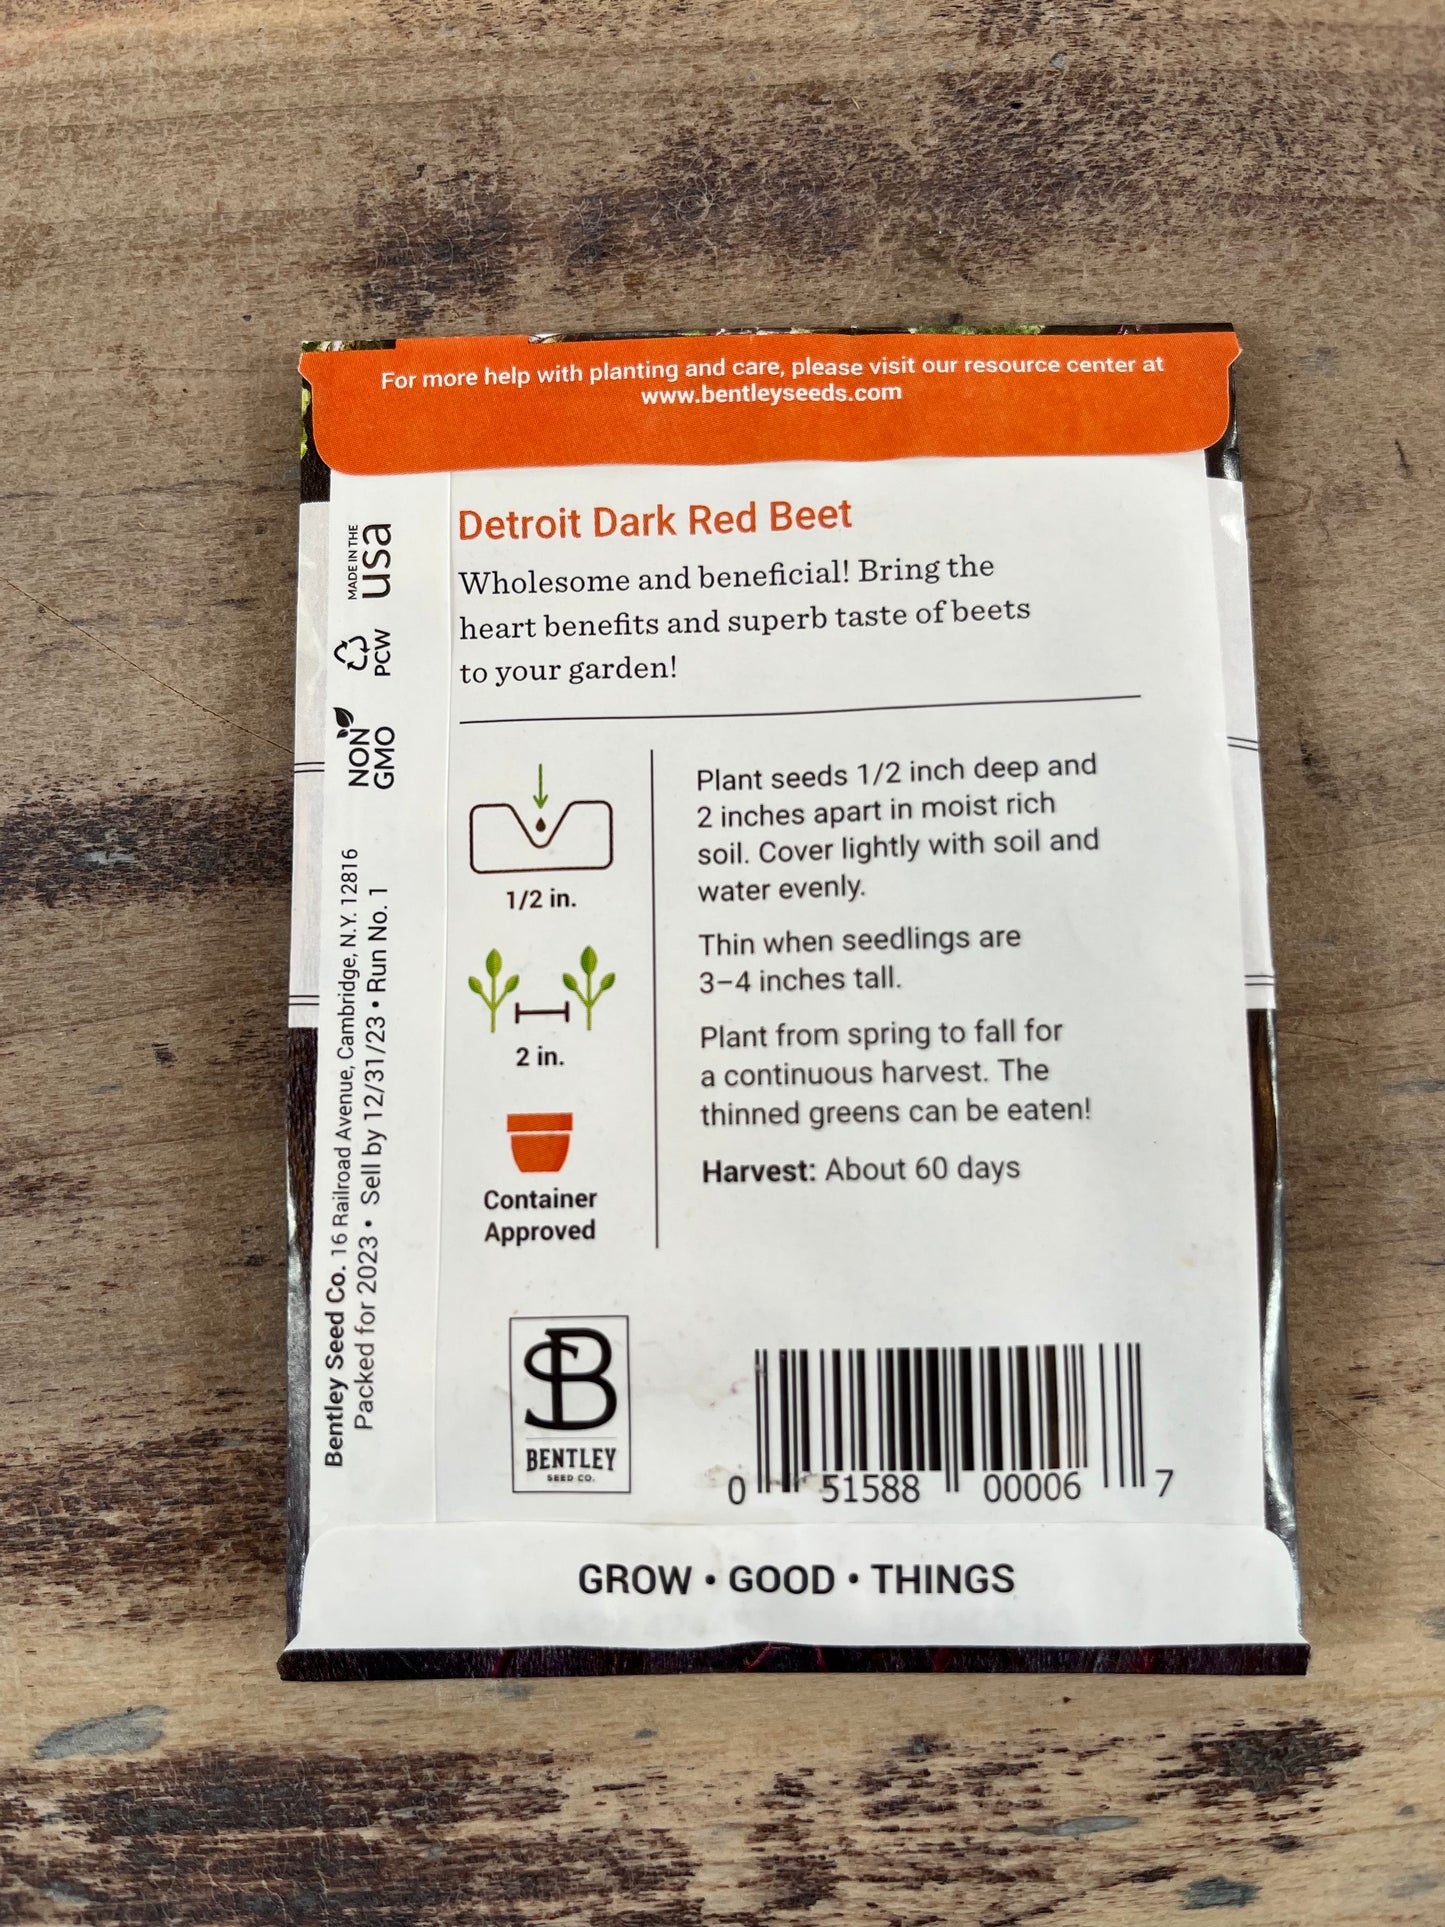 For more help with planting and care, please visit our resource center at
www.bentleyseeds.com
Detroit Dark Red Beet
Wholesome and beneficial! Bring the
heart benefits and superb taste of beets
to your garden!
1/2 in.
2 in.
Container
Approved
Plant seeds 1/2 inch deep and
2 inches apart in moist rich
soil. Cover lightly with soil and
water evenly.
Thin when seedlings are
3–4 inches tall.
Plant from spring to fall for
a continuous harvest. The
thinned greens can be eaten!
Harvest: About 60 days
MADE IN THE
usa
PCW
NON
GMO
Bentley Seed Co. 16 Railroad Avenue, Cambridge, N.Y. 12816
Packed for 2023 • Sell by 12/31/23 • Run No. 1
SB
BENTLEY
SEED CO.
0 51588 00006 7
GROW • GOOD • THINGS